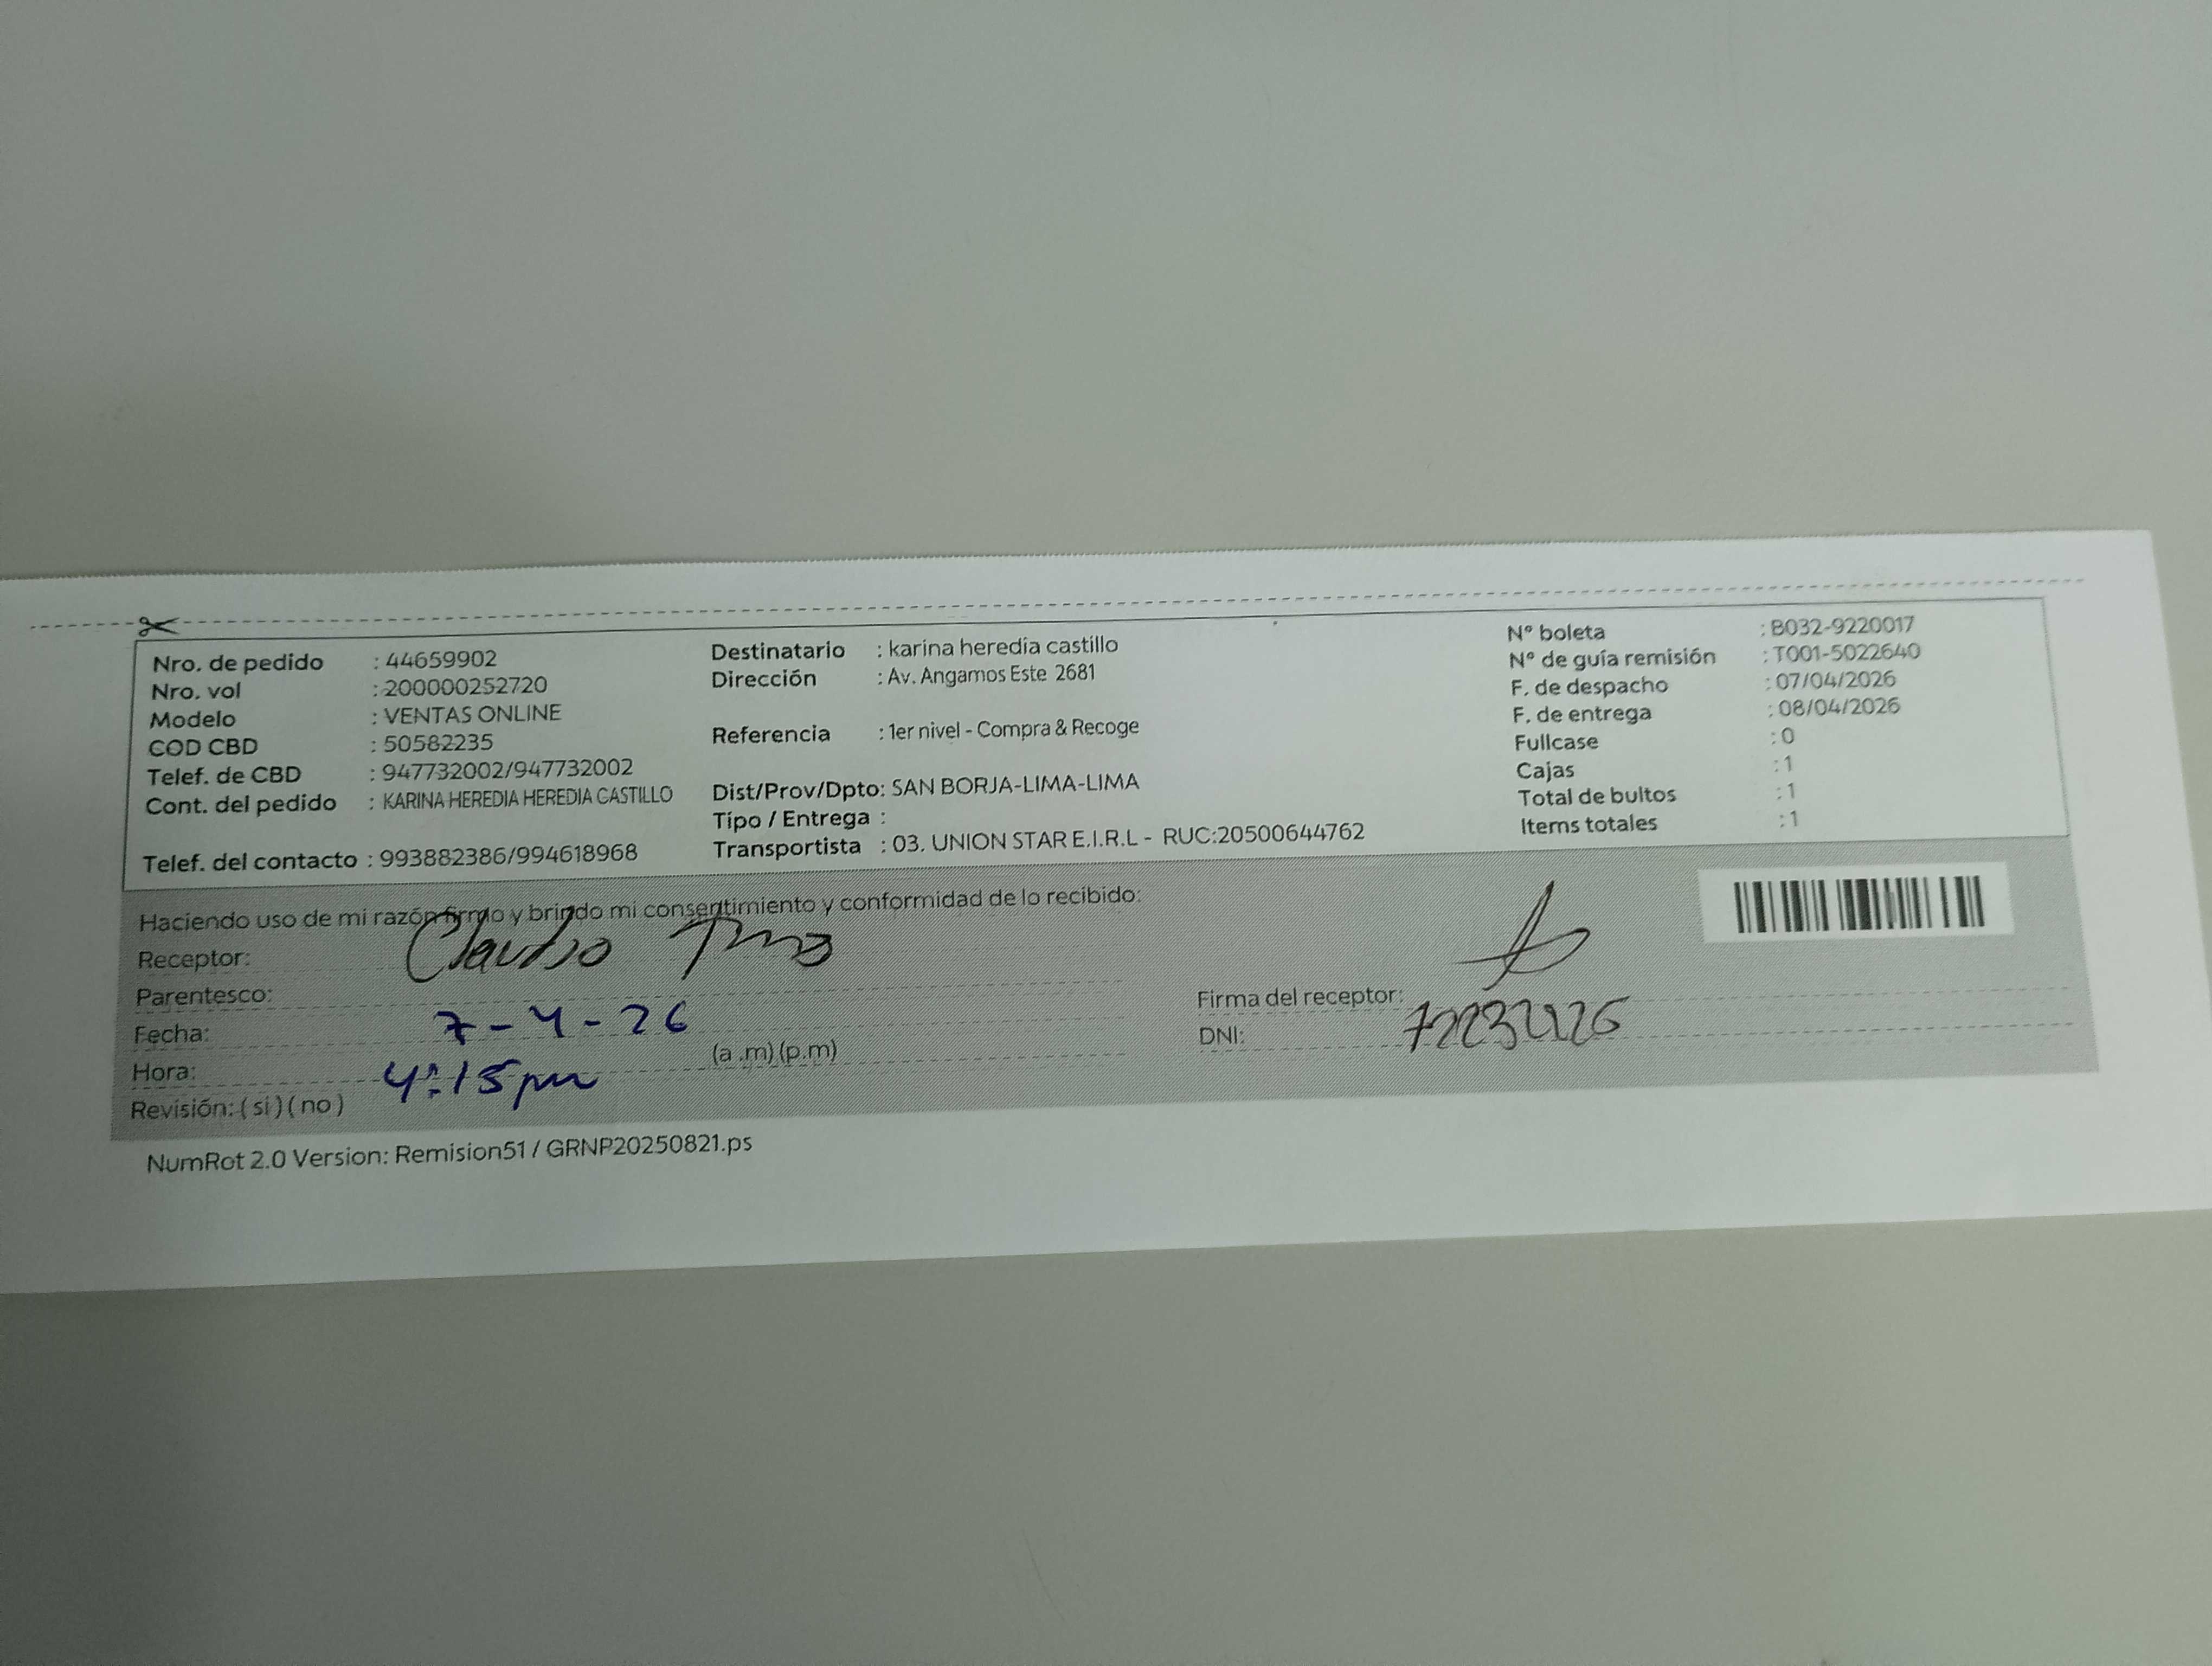 Nro. de pedido : 44659902
Nro. vol : 200000252720
Modelo : VENTAS ONLINE
COD CBD : 50582235
Telef. de CBD : 947732002/947732002
Cont. del pedido : KARINA HEREDIA HEREDIA CASTILLO
Telef. del contacto : 993882386/994618968
Destinatario : karina heredia castillo
Dirección : Av. Angamos Este 2681
Referencia : 1er nivel - Compra & Recoge
Dist/Prov/Dpto: SAN BORJA-LIMA-LIMA
Tipo / Entrega :
Transportista : 03. UNION STAR E.I.R.L - RUC:20500644762
N° boleta : B032-9220017
N° de guía remisión : T001-5022640
F. de despacho : 07/04/2026
F. de entrega : 08/04/2026
Fullcase : 0
Cajas : 1
Total de bultos : 1
Items totales : 1
Haciendo uso de mi razón firmo y brindo mi consentimiento y conformidad de lo recibido:
Receptor: Claudio
Parentesco:
Fecha: 7-4-26
Hora: 4:15pm (a .m) (p.m)
Revisión: ( si ) ( no )
Firma del receptor:
DNI:
NumRot 2.0 Version: Remision51 / GRNP20250821.ps